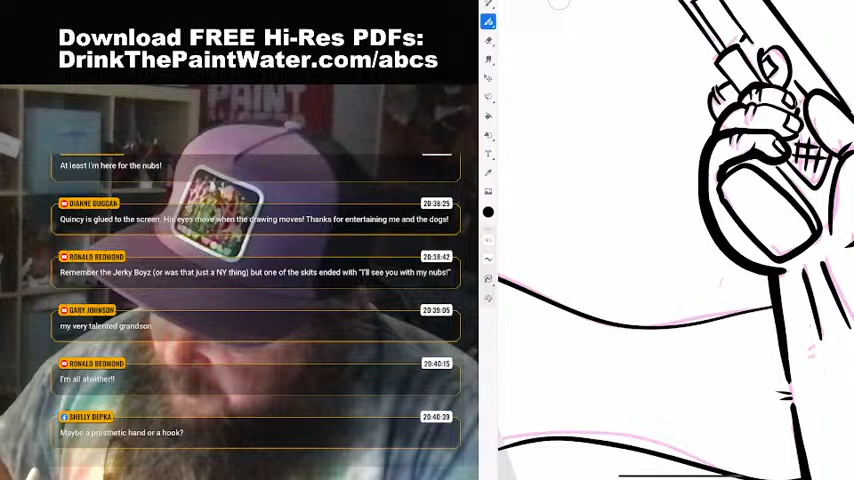 Download FREE Hi-Res PDFs:
DrinkThePaintWater.com/abcs
PAINT
At least I'm here for the nubs!
DIANNE DUGGAN 20:38:25
Quincy is glued to the screen. His eyes move when the drawing moves! Thanks for entertaining me and the dogs!
RONALD REDMOND 20:38:42
Remember the Jerky Boyz (or was that just a NY thing) but one of the skits ended with "I'll see you with my nubs!"
GARY JOHNSON 20:39:05
my very talented grandson
RONALD REDMOND 20:40:15
I'm all atwither!!
SHELLY DEPKA 20:40:39
Maybe a prosthetic hand or a hook?